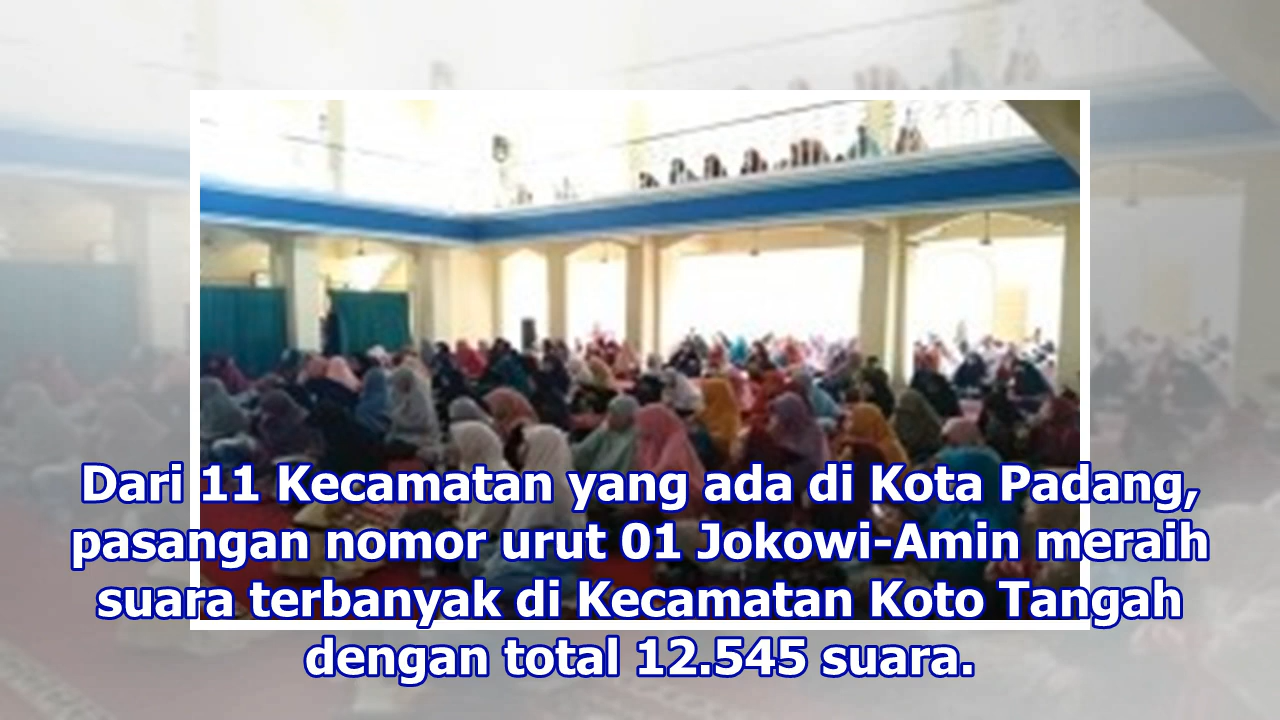 Dari 11 Kecamatan yang ada di Kota Padang,
pasangan nomor urut 01 Jokowi-Amin meraih
suara terbanyak di Kecamatan Koto Tangah
dengan total 12.545 suara.